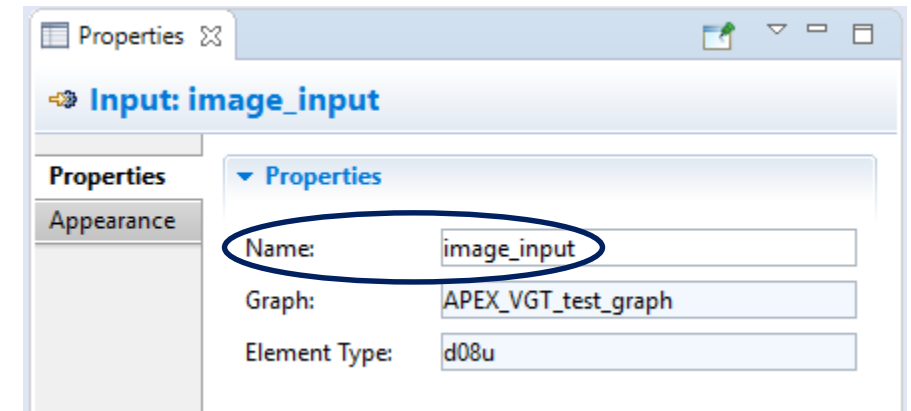 Properties
Input: image_input
Properties
Properties
Appearance
Name: image_input
Graph: APEX_VGT_test_graph
Element Type: d08u